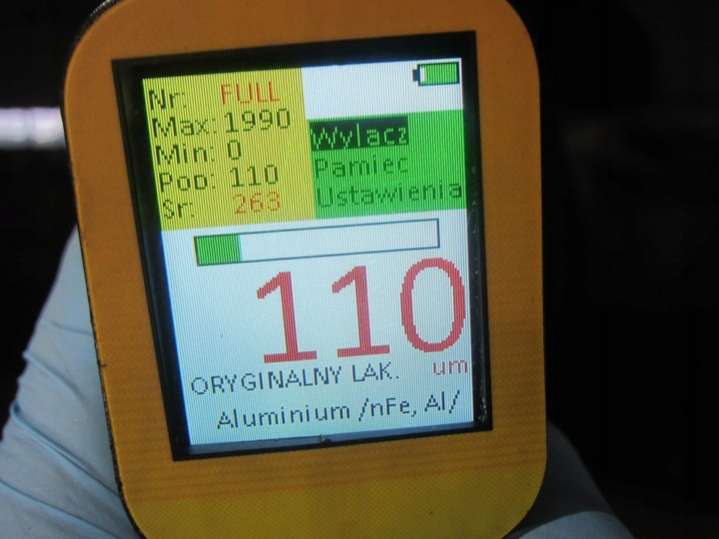 Nr: FULL
Max: 1990
Min: 0
Pop: 110
Sr: 263
Wylacz
Pamiec
Ustawienia
110
um
ORYGINALNY LAK.
Aluminium /nFe, Al/